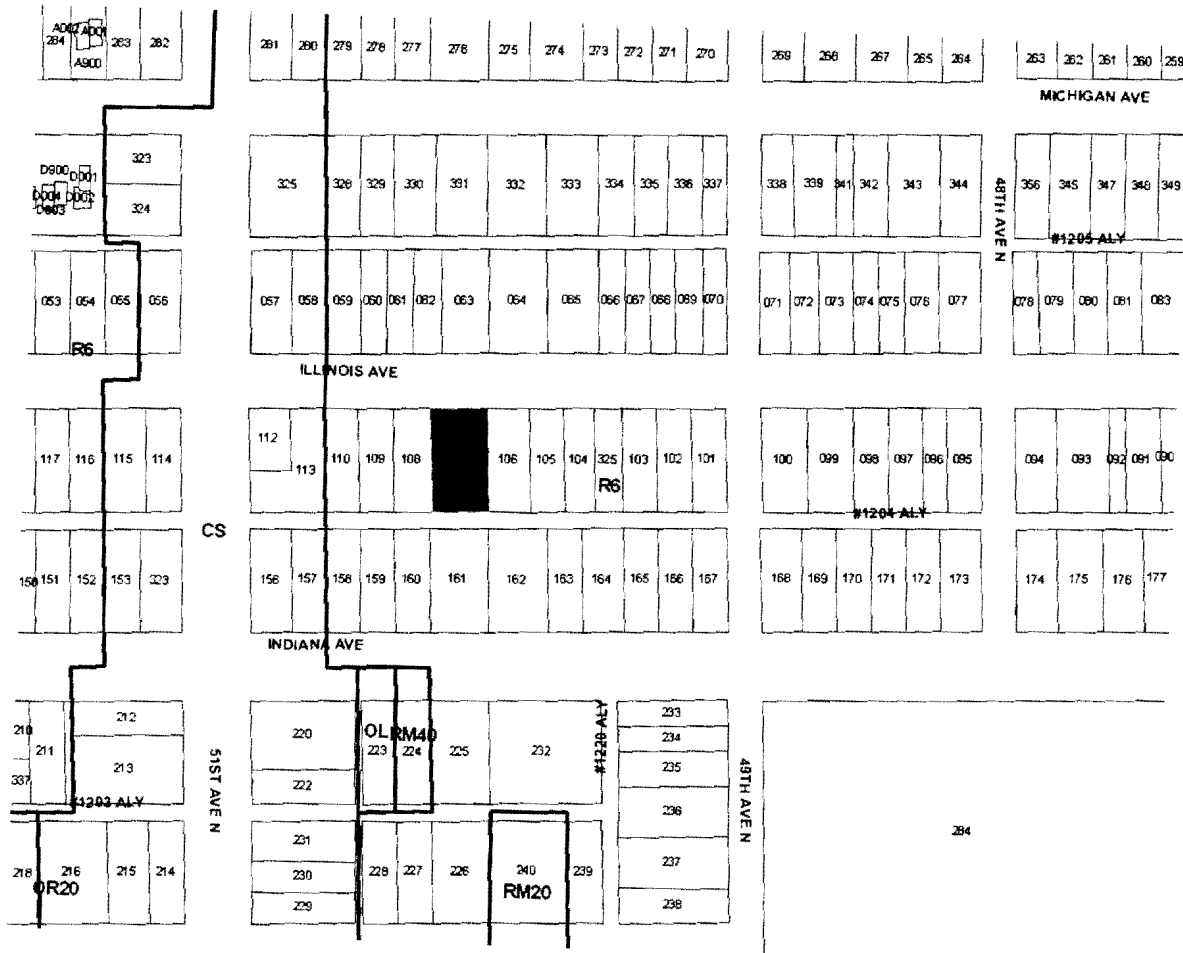 A002 A001
284 283 282 281 280 279 278 277 276 275 274 273 272 271 270 269 266 267 265 264 263 262 261 260 259
A900
MICHIGAN AVE
323
D900
D001
325 326 329 330 331 332 333 334 335 336 337 338 339 341 342 343 344 356 345 347 348 349
D004 D002
D003
324
48TH AVE N
#1205 ALY
053 054 055 056 057 058 059 060 061 062 063 064 065 066 067 068 069 070 071 072 073 074 075 076 077 078 079 080 081 083
R6
ILLINOIS AVE
112
117 116 115 114 113 110 109 108 106 105 104 325 103 102 101 100 099 098 097 096 095 094 093 092 091 090
R6
#1204 ALY
CS
150 151 152 153 323 156 157 158 159 160 161 162 163 164 165 166 167 168 169 170 171 172 173 174 175 176 177
INDIANA AVE
212
233
210 211
220
OL RM40
223 224 225 232
#1220 ALY
234
235
337
213
51ST AVE N
222
49TH AVE N
236
#1203 ALY
231
284
218 216 215 214
230
228 227 226 240 239
237
OR20
RM20
229
238